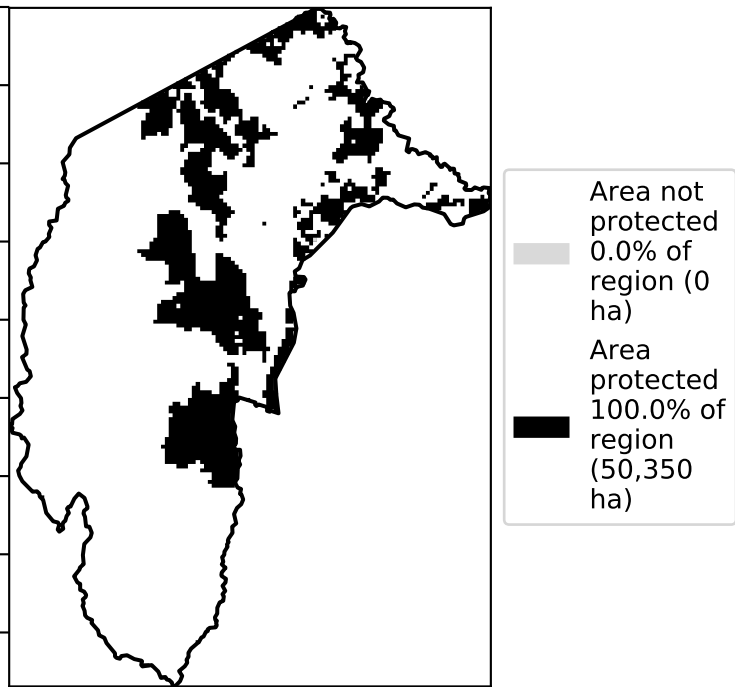 Area not
protected
0.0% of
region (0
ha)
Area
protected
100.0% of
region
(50,350
ha)